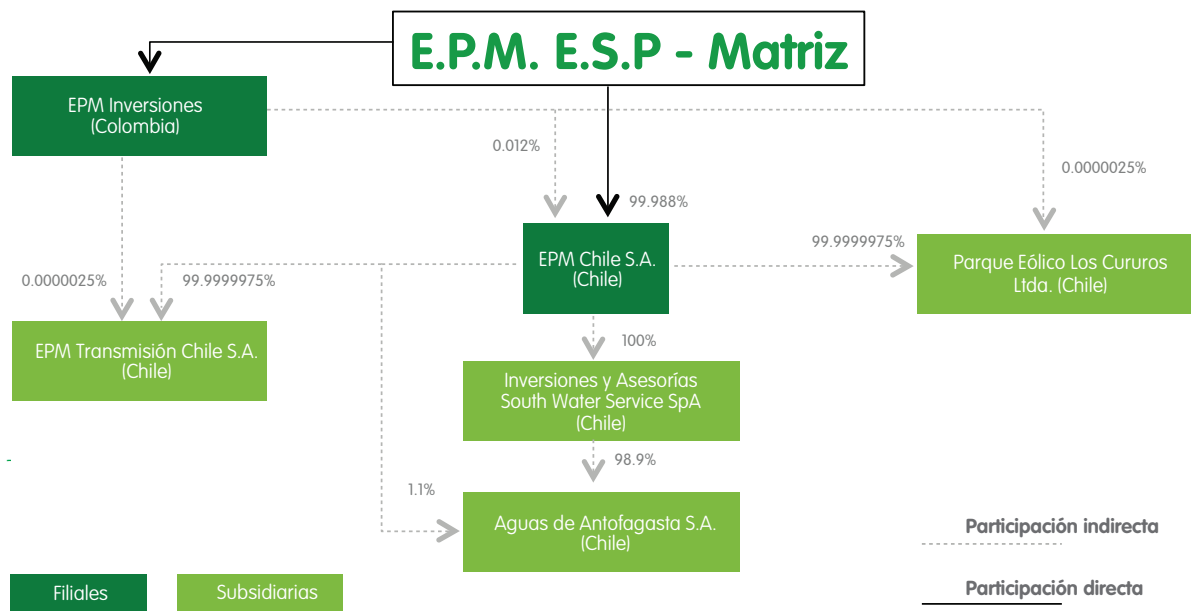 E.P.M. E.S.P - Matriz
EPM Inversiones
(Colombia)
0.012%
0.0000025%
99.988%
EPM Chile S.A.
(Chile)
99.9999975%
Parque Eólico Los Cururos
Ltda. (Chile)
0.0000025%
99.9999975%
EPM Transmisión Chile S.A.
(Chile)
100%
Inversiones y Asesorías
South Water Service SpA
(Chile)
98.9%
1.1%
Aguas de Antofagasta S.A.
(Chile)
Participación indirecta
Participación directa
Filiales
Subsidiarias